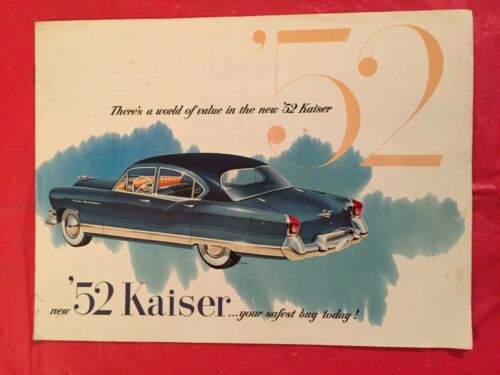 '52
There's a world of value in the new '52 Kaiser
new '52 Kaiser ...your safest buy today!